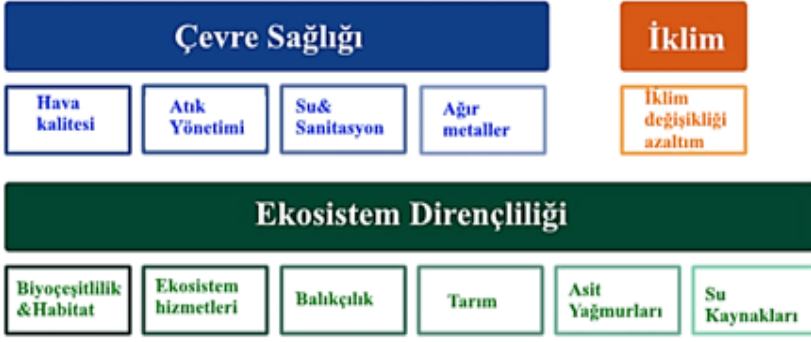 Çevre Sağlığı
İklim
Hava
kalitesi
Atık
Yönetimi
Su&
Sanitasyon
Ağır
metaller
İklim
değişikliği
azaltım
Ekosistem Dirençliliği
Biyoçeşitlilik
&Habitat
Ekosistem
hizmetleri
Balıkçılık
Tarım
Asit
Yağmurları
Su
Kaynakları